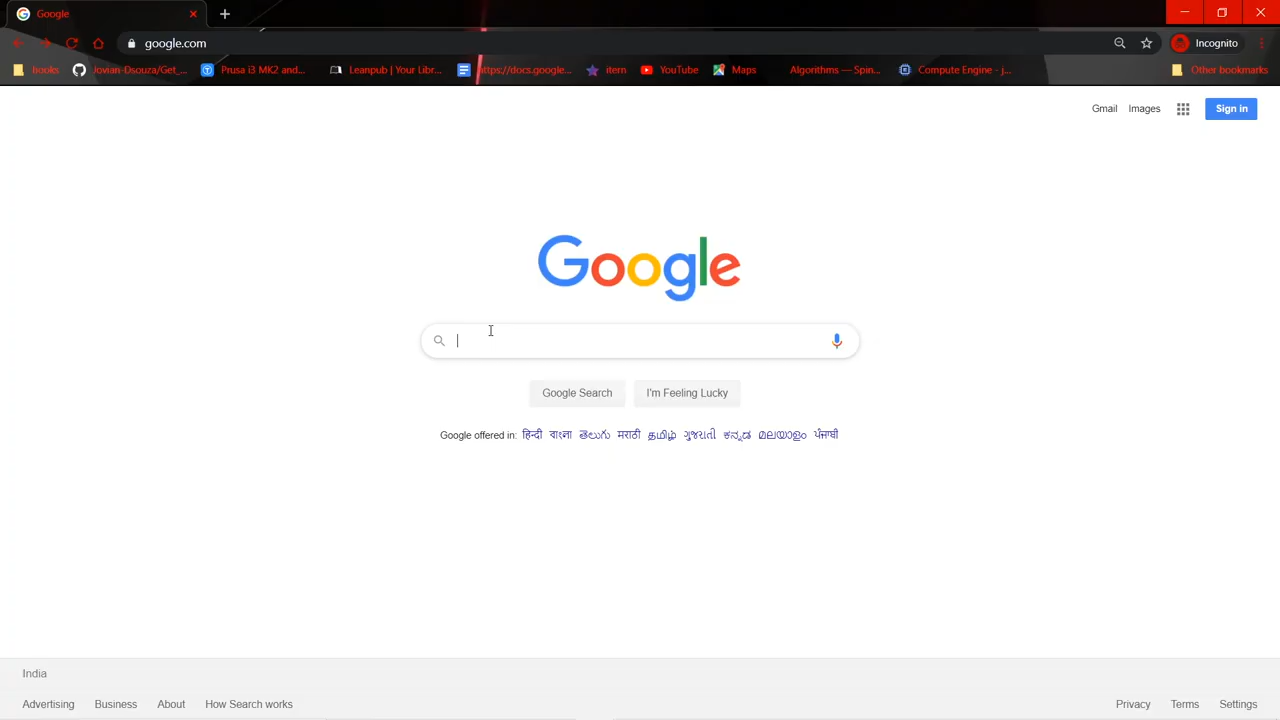 Google
google.com
Incognito
books
Jovian-Dsouza/Get_...
Prusa i3 MK2 and...
Leanpub | Your Libr...
https://docs.google...
itern
YouTube
Maps
Algorithms — Spin...
Compute Engine - j...
Other bookmarks
Gmail
Images
Sign in
Google
Google Search
I'm Feeling Lucky
Google offered in: हिन्दी বাংলা తెలుగు मराठी தமிழ் ગુજરાતી ಕನ್ನಡ മലയാളം ਪੰਜਾਬੀ
India
Advertising
Business
About
How Search works
Privacy
Terms
Settings